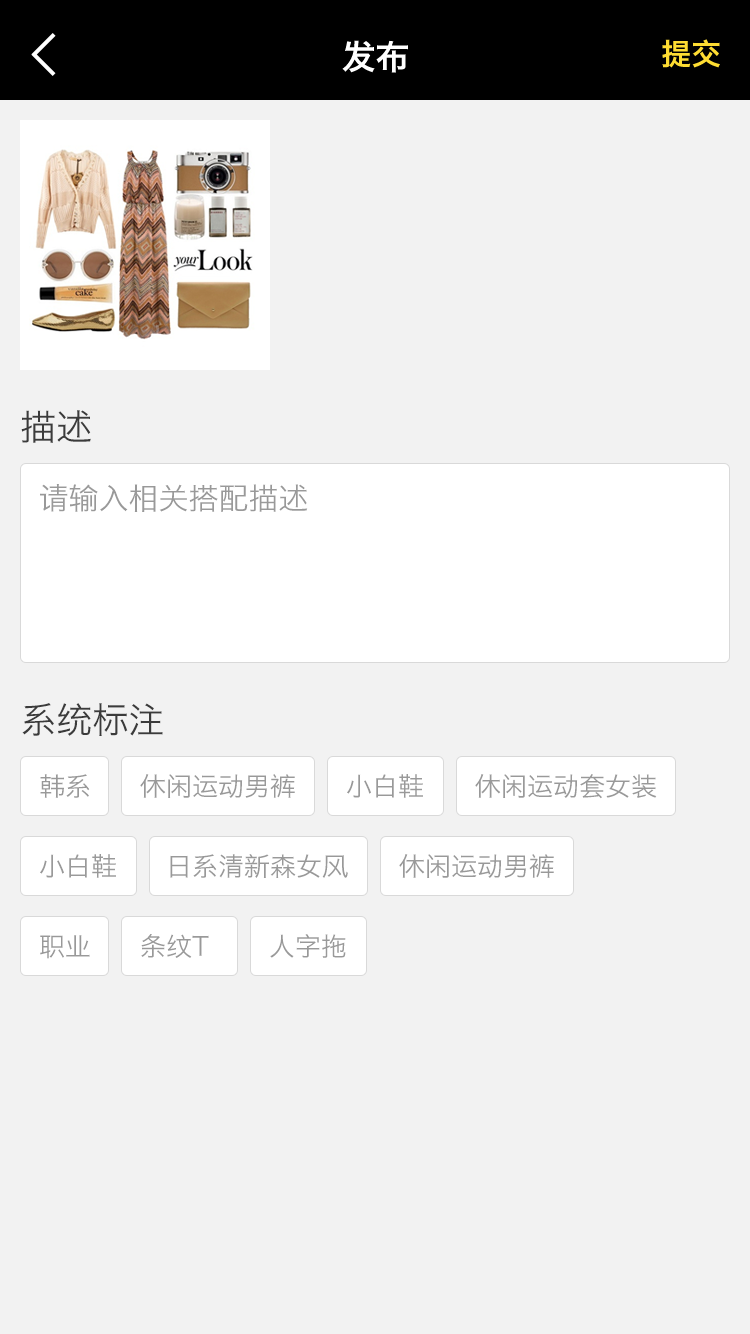 发布
提交
your Look
cake
描述
请输入相关搭配描述
系统标注
韩系 休闲运动男裤 小白鞋 休闲运动套女装
小白鞋 日系清新森女风 休闲运动男裤
职业 条纹T 人字拖